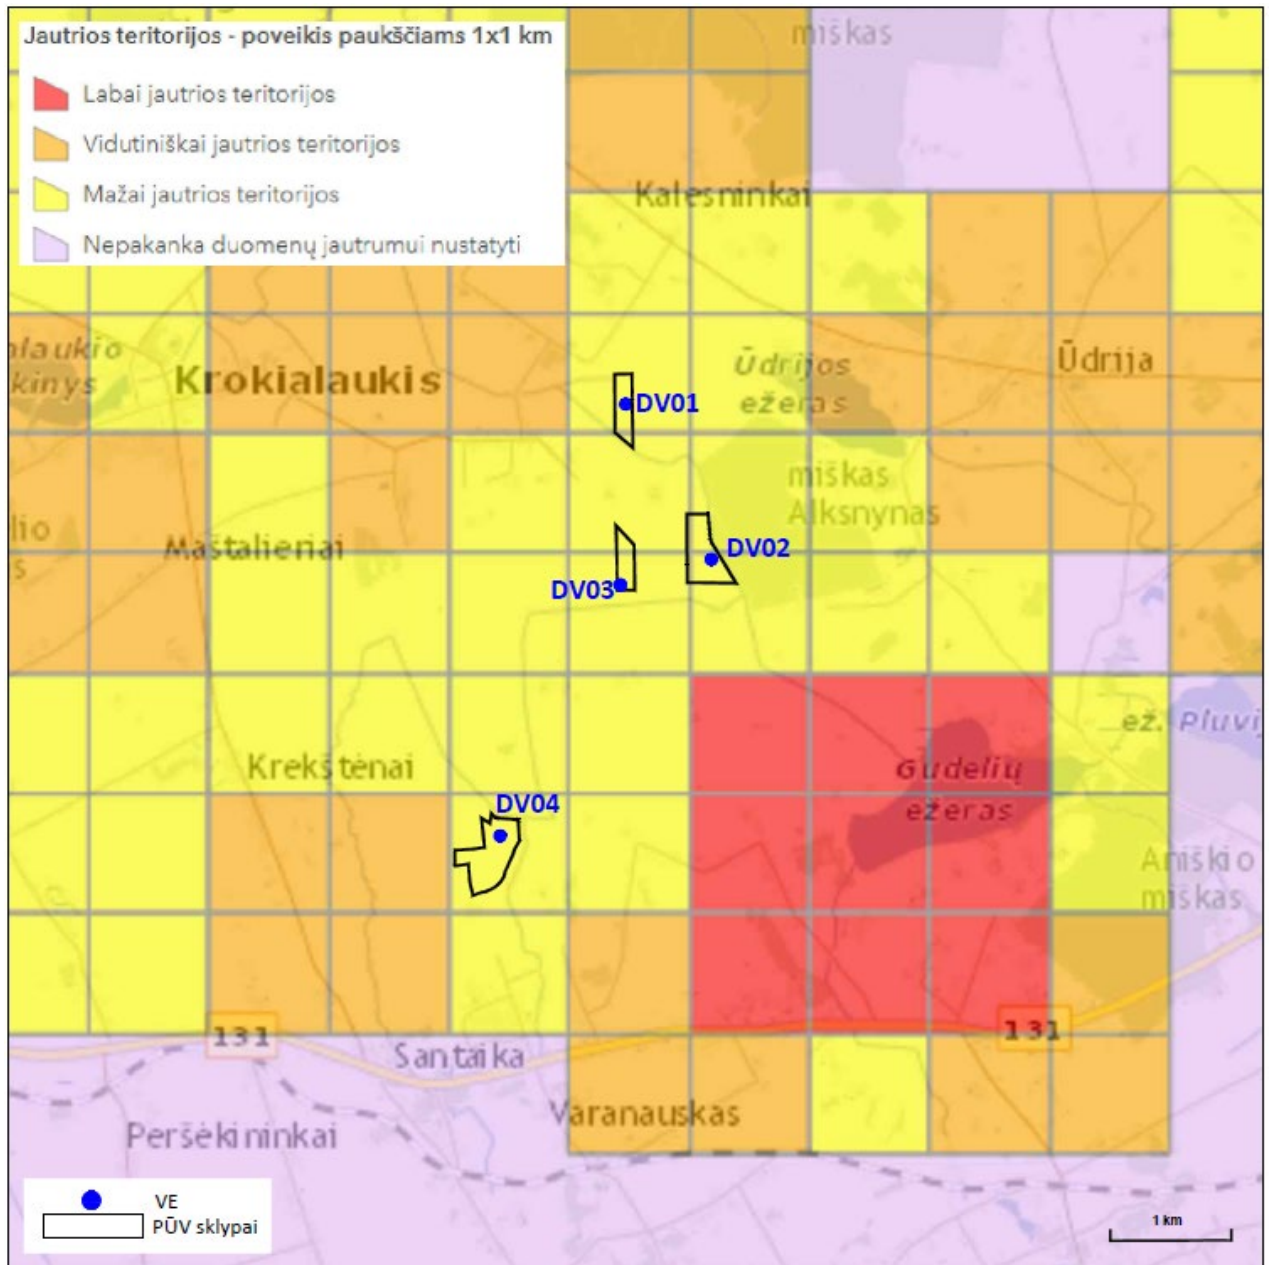 Jautrios teritorijos - poveikis paukščiams 1x1 km
Labai jautrios teritorijos
Vidutiniškai jautrios teritorijos
Mažai jautrios teritorijos
Nepakanka duomenų jautrumui nustatyti
miškas
Kalesninkai
Krokialaukis
Ūdrijos
ežeras
Ūdrija
DV01
miškas
Alksnynas
Maštalieriai
DV02
DV03
Krekštėnai
Gudelių
ežeras
ež.
DV04
Aniškio
miškas
131
131
Santaika
Varanauskas
Peršėkininkai
VE
PŪV sklypai
1 km